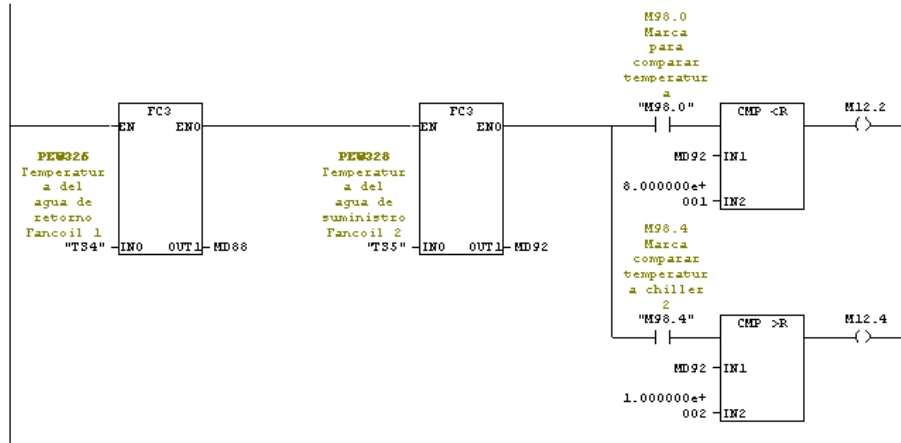 M98.0
Marca
para
comparar
temperatur
a
"M98.0"
FC3
EN ENO
PEW326
Temperatur
a del
agua de
retorno
Fancoil 1
"TS4" IN0 OUT1 MD88
FC3
EN ENO
PEW328
Temperatur
a del
agua de
suministro
Fancoil 2
"TS5" IN0 OUT1 MD92
CMP <R
M12.2
MD92 IN1
8.000000e+
001 IN2
M98.4
Marca
comparar
temperatur
a chiller
2
"M98.4"
CMP >R
M12.4
MD92 IN1
1.000000e+
002 IN2